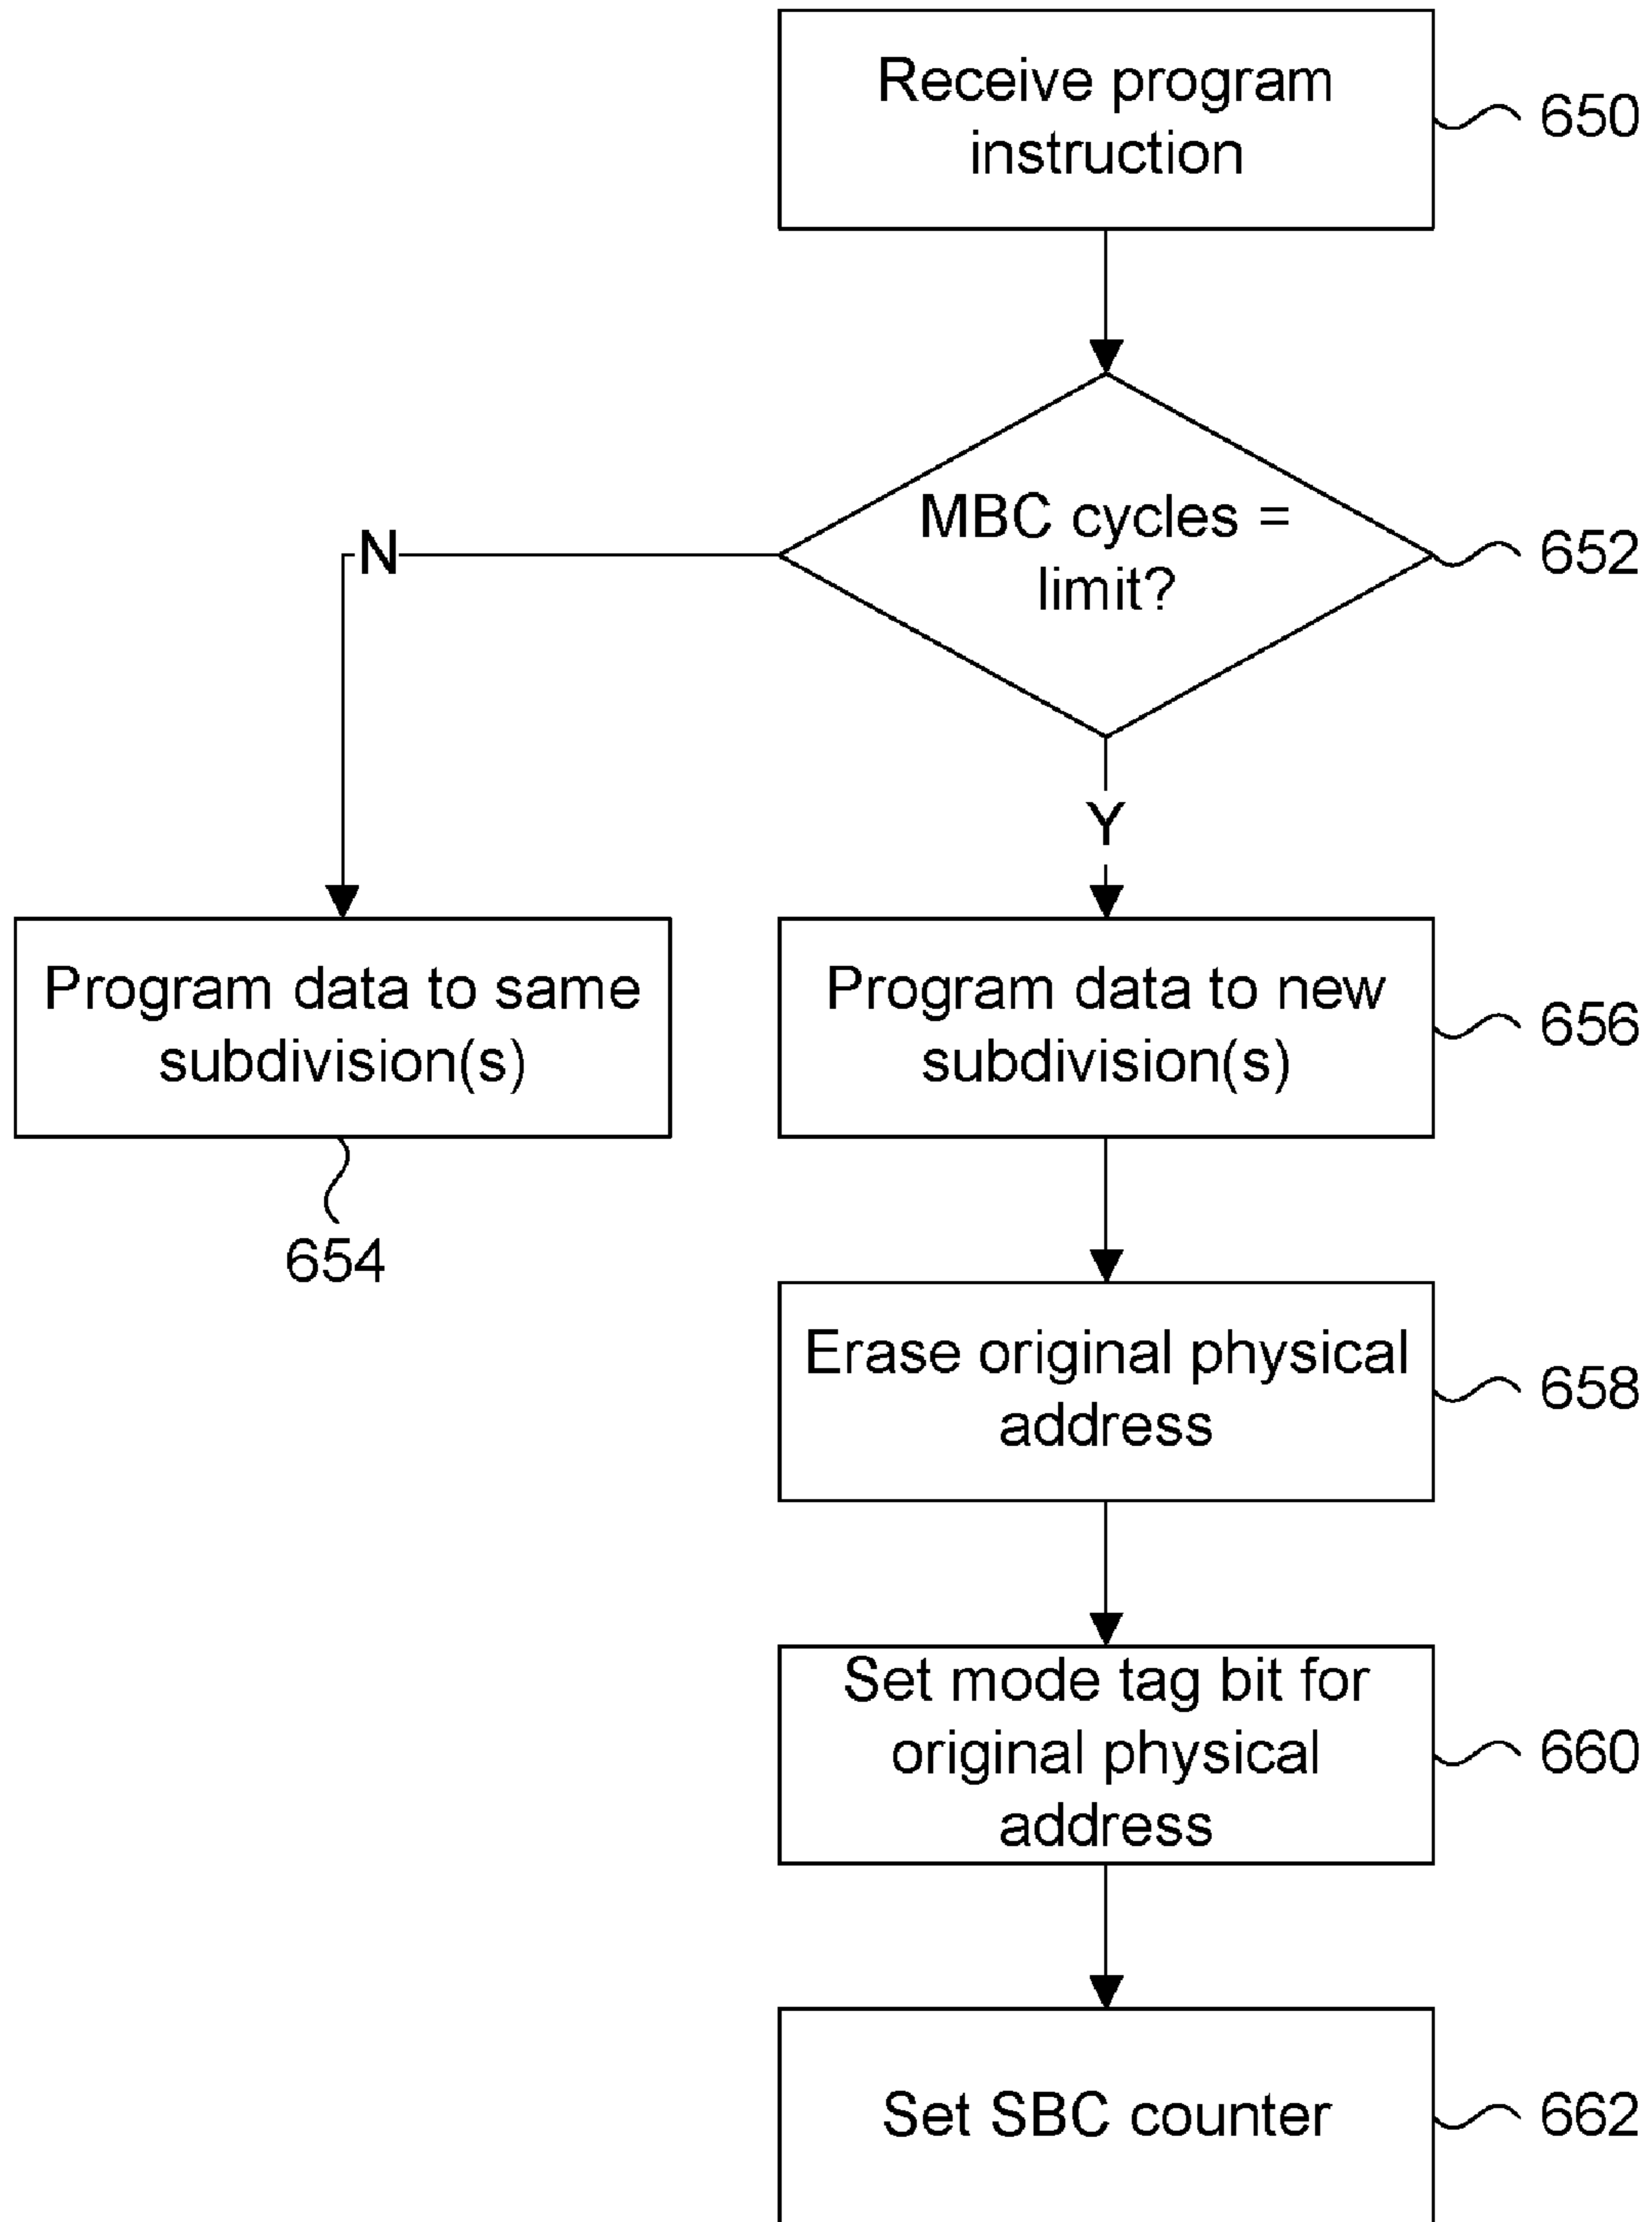 Receive program
instruction
650
MBC cycles =
limit?
652
N
Y
Program data to same
subdivision(s)
654
Program data to new
subdivision(s)
656
Erase original physical
address
658
Set mode tag bit for
original physical
address
660
Set SBC counter
662